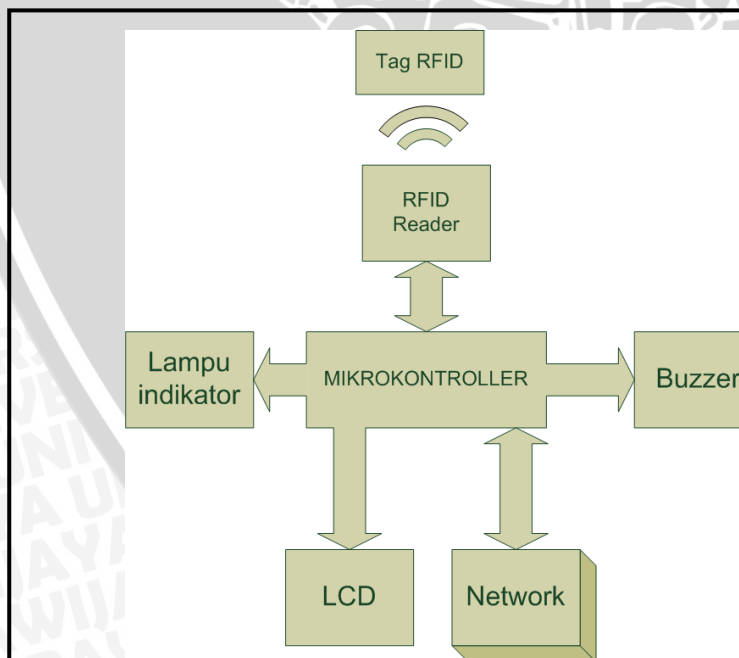 Tag RFID
RFID
Reader
Lampu
indikator
MIKROKONTROLLER
Buzzer
LCD
Network